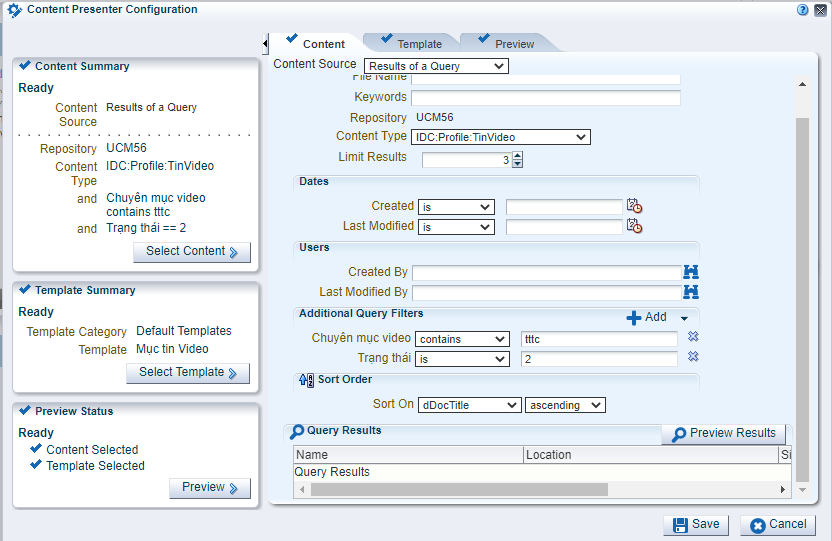 Content Presenter Configuration
Content Summary
Ready
Content Source
Results of a Query
Repository
UCM56
Content Type
IDC:Profile:TinVideo
and
Chuyên mục video contains tttc
and
Trạng thái == 2
Select Content
Template Summary
Ready
Template Category
Default Templates
Template
Mục tin Video
Select Template
Preview Status
Ready
Content Selected
Template Selected
Preview
Content
Template
Preview
Content Source
Results of a Query
File Name
Keywords
Repository
UCM56
Content Type
IDC:Profile:TinVideo
Limit Results
3
Dates
Created
is
Last Modified
is
Users
Created By
Last Modified By
Additional Query Filters
Add
Chuyên mục video
contains
tttc
Trạng thái
is
2
Sort Order
Sort On
dDocTitle
ascending
Query Results
Preview Results
Name
Location
Si
Query Results
Save
Cancel